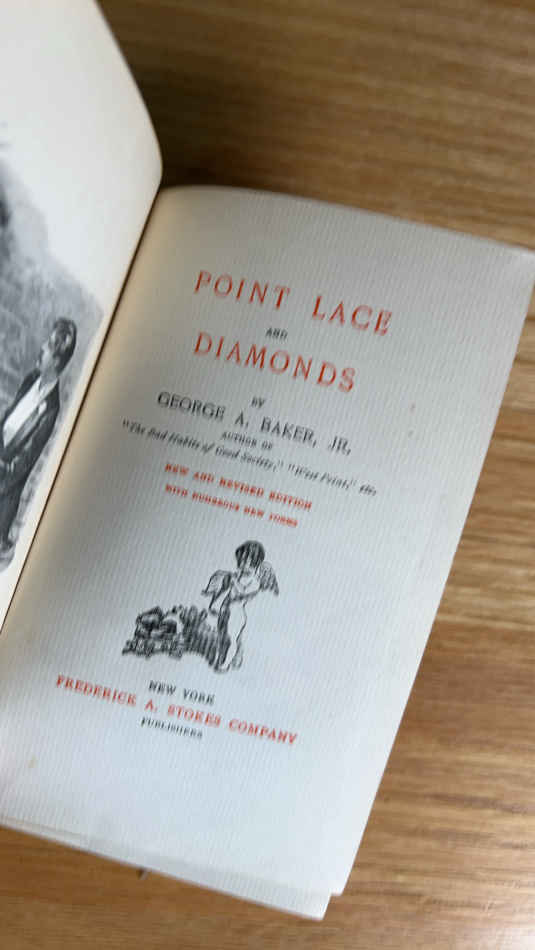 POINT LACE
AND
DIAMONDS
BY
GEORGE A. BAKER, JR.
AUTHOR OF
"The Bad Habits of Good Society," "West Point," etc.
NEW AND REVISED EDITION
WITH NUMEROUS NEW POEMS
NEW YORK
FREDERICK A. STOKES COMPANY
PUBLISHERS